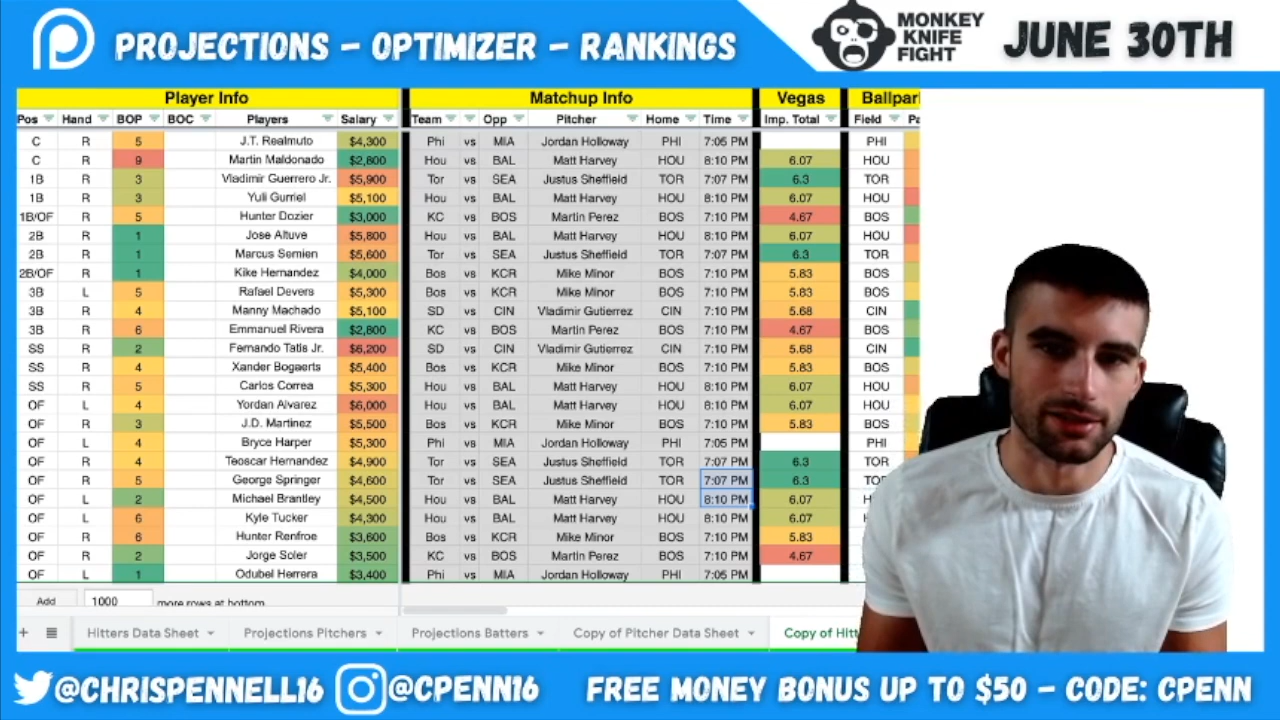 PROJECTIONS - OPTIMIZER - RANKINGS
MONKEY
KNIFE
FIGHT
JUNE 30TH
Player Info Matchup Info Vegas Ballpar
Pos Hand BOP BOC Players Salary Team Opp Pitcher Home Time Imp. Total Field Pa
C R 5 J.T. Realmuto $4,300 Phi vs MIA Jordan Holloway PHI 7:05 PM PHI
C R 9 Martin Maldonado $2,800 Hou vs BAL Matt Harvey HOU 8:10 PM 6.07 HOU
1B R 3 Vladimir Guerrero Jr. $5,900 Tor vs SEA Justus Sheffield TOR 7:07 PM 6.3 TOR
1B R 3 Yuli Gurriel $5,100 Hou vs BAL Matt Harvey HOU 8:10 PM 6.07 HOU
1B/OF R 5 Hunter Dozier $3,000 KC vs BOS Martin Perez BOS 7:10 PM 4.67 BOS
2B R 1 Jose Altuve $5,800 Hou vs BAL Matt Harvey HOU 8:10 PM 6.07 HOU
2B R 1 Marcus Semien $5,600 Tor vs SEA Justus Sheffield TOR 7:07 PM 6.3 TOR
2B/OF R 1 Kike Hernandez $4,000 Bos vs KCR Mike Minor BOS 7:10 PM 5.83 BOS
3B L 5 Rafael Devers $5,300 Bos vs KCR Mike Minor BOS 7:10 PM 5.83 BOS
3B R 4 Manny Machado $5,100 SD vs CIN Vladimir Gutierrez CIN 7:10 PM 5.68 CIN
3B R 6 Emmanuel Rivera $2,800 KC vs BOS Martin Perez BOS 7:10 PM 4.67 BOS
SS R 2 Fernando Tatis Jr. $6,200 SD vs CIN Vladimir Gutierrez CIN 7:10 PM 5.68 CIN
SS R 4 Xander Bogaerts $5,400 Bos vs KCR Mike Minor BOS 7:10 PM 5.83 BOS
SS R 5 Carlos Correa $5,300 Hou vs BAL Matt Harvey HOU 8:10 PM 6.07 HOU
OF L 4 Yordan Alvarez $6,000 Hou vs BAL Matt Harvey HOU 8:10 PM 6.07 HOU
OF R 3 J.D. Martinez $5,500 Bos vs KCR Mike Minor BOS 7:10 PM 5.83 BOS
OF L 4 Bryce Harper $5,300 Phi vs MIA Jordan Holloway PHI 7:05 PM PHI
OF R 4 Teoscar Hernandez $4,900 Tor vs SEA Justus Sheffield TOR 7:07 PM 6.3 TOR
OF R 5 George Springer $4,600 Tor vs SEA Justus Sheffield TOR 7:07 PM 6.3
OF L 2 Michael Brantley $4,500 Hou vs BAL Matt Harvey HOU 8:10 PM 6.07
OF L 6 Kyle Tucker $4,300 Hou vs BAL Matt Harvey HOU 8:10 PM 6.07
OF R 6 Hunter Renfroe $3,600 Bos vs KCR Mike Minor BOS 7:10 PM 5.83
OF R 2 Jorge Soler $3,500 KC vs BOS Martin Perez BOS 7:10 PM 4.67
OF L 1 Odubel Herrera $3,400 Phi vs MIA Jordan Holloway PHI 7:05 PM
Add 1000 more rows at bottom
Hitters Data Sheet Projections Pitchers Projections Batters Copy of Pitcher Data Sheet Copy of Hitt
@CHRISPENNELL16 @CPENN16 FREE MONEY BONUS UP TO $50 - CODE: CPENN